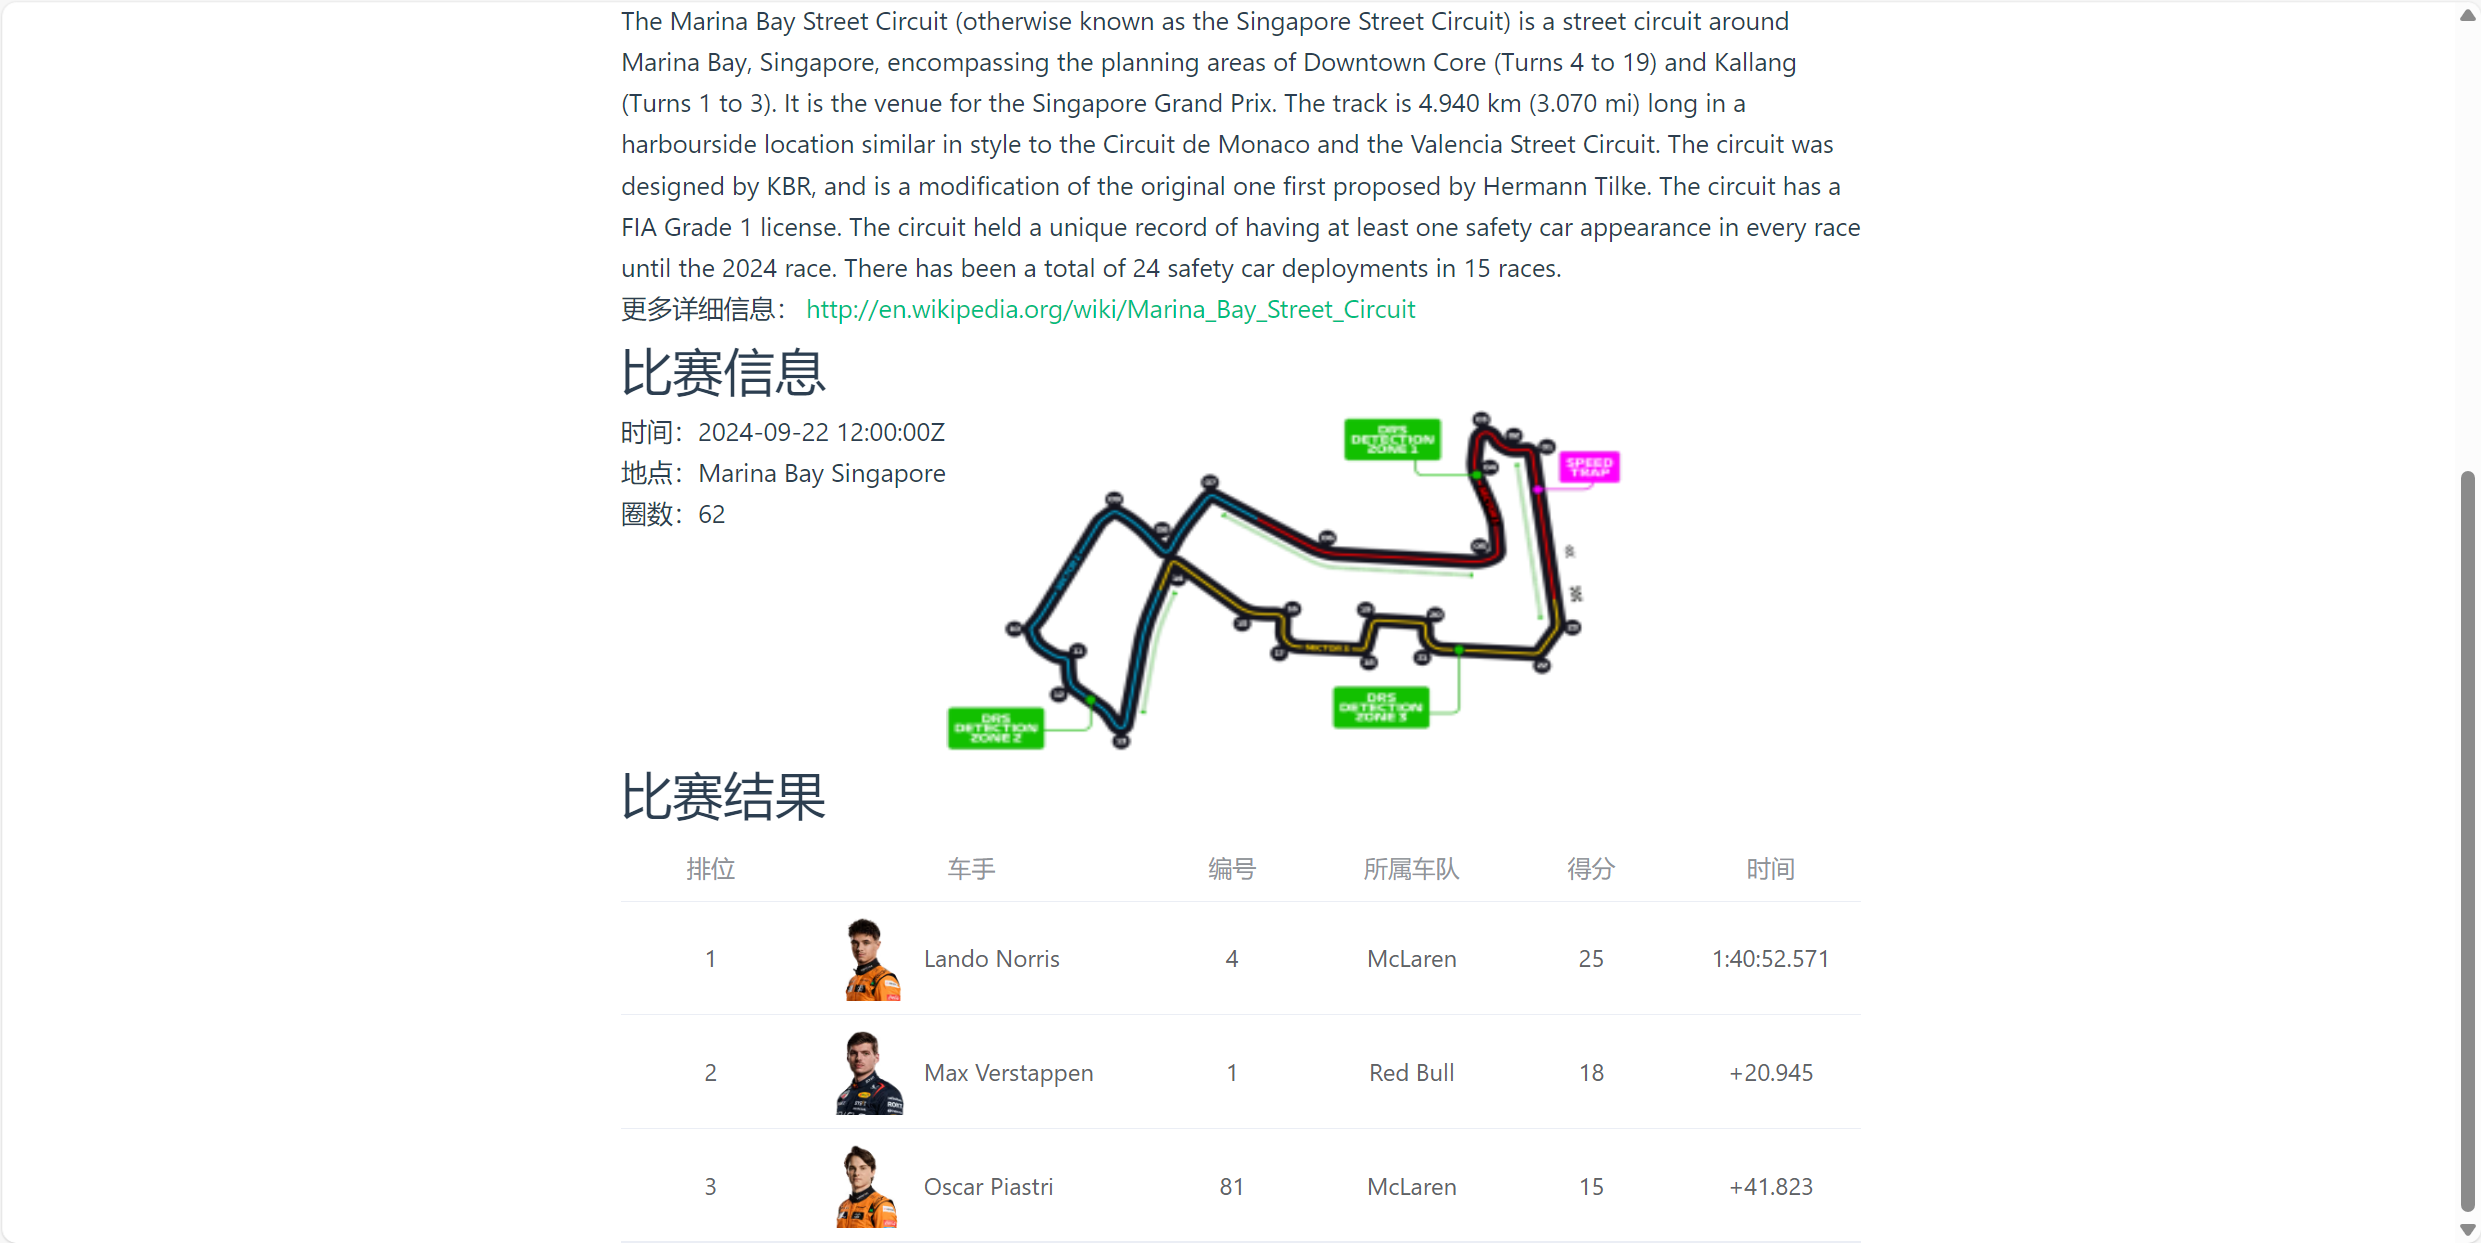 The Marina Bay Street Circuit (otherwise known as the Singapore Street Circuit) is a street circuit around
Marina Bay, Singapore, encompassing the planning areas of Downtown Core (Turns 4 to 19) and Kallang
(Turns 1 to 3). It is the venue for the Singapore Grand Prix. The track is 4.940 km (3.070 mi) long in a
harbourside location similar in style to the Circuit de Monaco and the Valencia Street Circuit. The circuit was
designed by KBR, and is a modification of the original one first proposed by Hermann Tilke. The circuit has a
FIA Grade 1 license. The circuit held a unique record of having at least one safety car appearance in every race
until the 2024 race. There has been a total of 24 safety car deployments in 15 races.
更多详细信息： http://en.wikipedia.org/wiki/Marina_Bay_Street_Circuit
比赛信息
时间：2024-09-22 12:00:00Z
地点：Marina Bay Singapore
圈数：62
DRS
DETECTION
ZONE 1
SPEED
TRAP
DRS
DETECTION
ZONE 2
DRS
DETECTION
ZONE 3
比赛结果
排位 车手 编号 所属车队 得分 时间
1 Lando Norris 4 McLaren 25 1:40:52.571
2 Max Verstappen 1 Red Bull 18 +20.945
3 Oscar Piastri 81 McLaren 15 +41.823